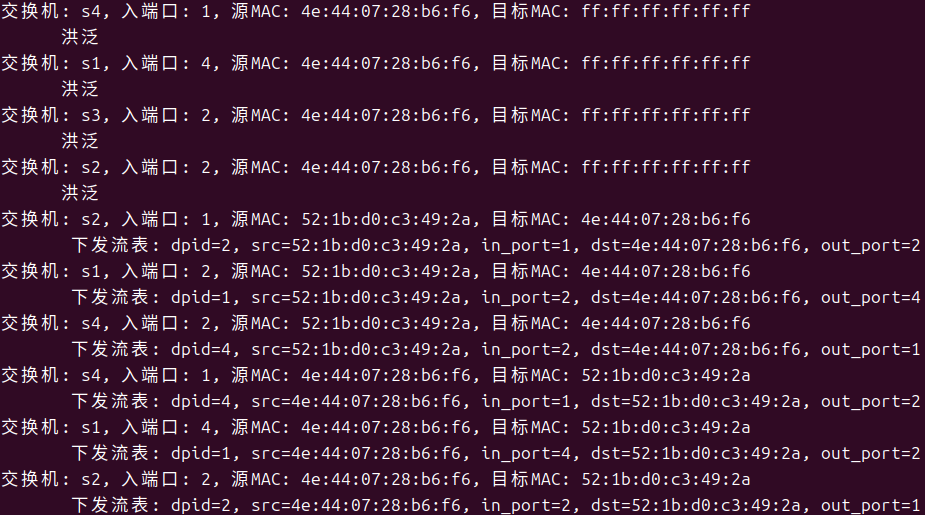 交换机: s4, 入端口: 1, 源MAC: 4e:44:07:28:b6:f6, 目标MAC: ff:ff:ff:ff:ff:ff
洪泛
交换机: s1, 入端口: 4, 源MAC: 4e:44:07:28:b6:f6, 目标MAC: ff:ff:ff:ff:ff:ff
洪泛
交换机: s3, 入端口: 2, 源MAC: 4e:44:07:28:b6:f6, 目标MAC: ff:ff:ff:ff:ff:ff
洪泛
交换机: s2, 入端口: 2, 源MAC: 4e:44:07:28:b6:f6, 目标MAC: ff:ff:ff:ff:ff:ff
洪泛
交换机: s2, 入端口: 1, 源MAC: 52:1b:d0:c3:49:2a, 目标MAC: 4e:44:07:28:b6:f6
下发流表: dpid=2, src=52:1b:d0:c3:49:2a, in_port=1, dst=4e:44:07:28:b6:f6, out_port=2
交换机: s1, 入端口: 2, 源MAC: 52:1b:d0:c3:49:2a, 目标MAC: 4e:44:07:28:b6:f6
下发流表: dpid=1, src=52:1b:d0:c3:49:2a, in_port=2, dst=4e:44:07:28:b6:f6, out_port=4
交换机: s4, 入端口: 2, 源MAC: 52:1b:d0:c3:49:2a, 目标MAC: 4e:44:07:28:b6:f6
下发流表: dpid=4, src=52:1b:d0:c3:49:2a, in_port=2, dst=4e:44:07:28:b6:f6, out_port=1
交换机: s4, 入端口: 1, 源MAC: 4e:44:07:28:b6:f6, 目标MAC: 52:1b:d0:c3:49:2a
下发流表: dpid=4, src=4e:44:07:28:b6:f6, in_port=1, dst=52:1b:d0:c3:49:2a, out_port=2
交换机: s1, 入端口: 4, 源MAC: 4e:44:07:28:b6:f6, 目标MAC: 52:1b:d0:c3:49:2a
下发流表: dpid=1, src=4e:44:07:28:b6:f6, in_port=4, dst=52:1b:d0:c3:49:2a, out_port=2
交换机: s2, 入端口: 2, 源MAC: 4e:44:07:28:b6:f6, 目标MAC: 52:1b:d0:c3:49:2a
下发流表: dpid=2, src=4e:44:07:28:b6:f6, in_port=2, dst=52:1b:d0:c3:49:2a, out_port=1